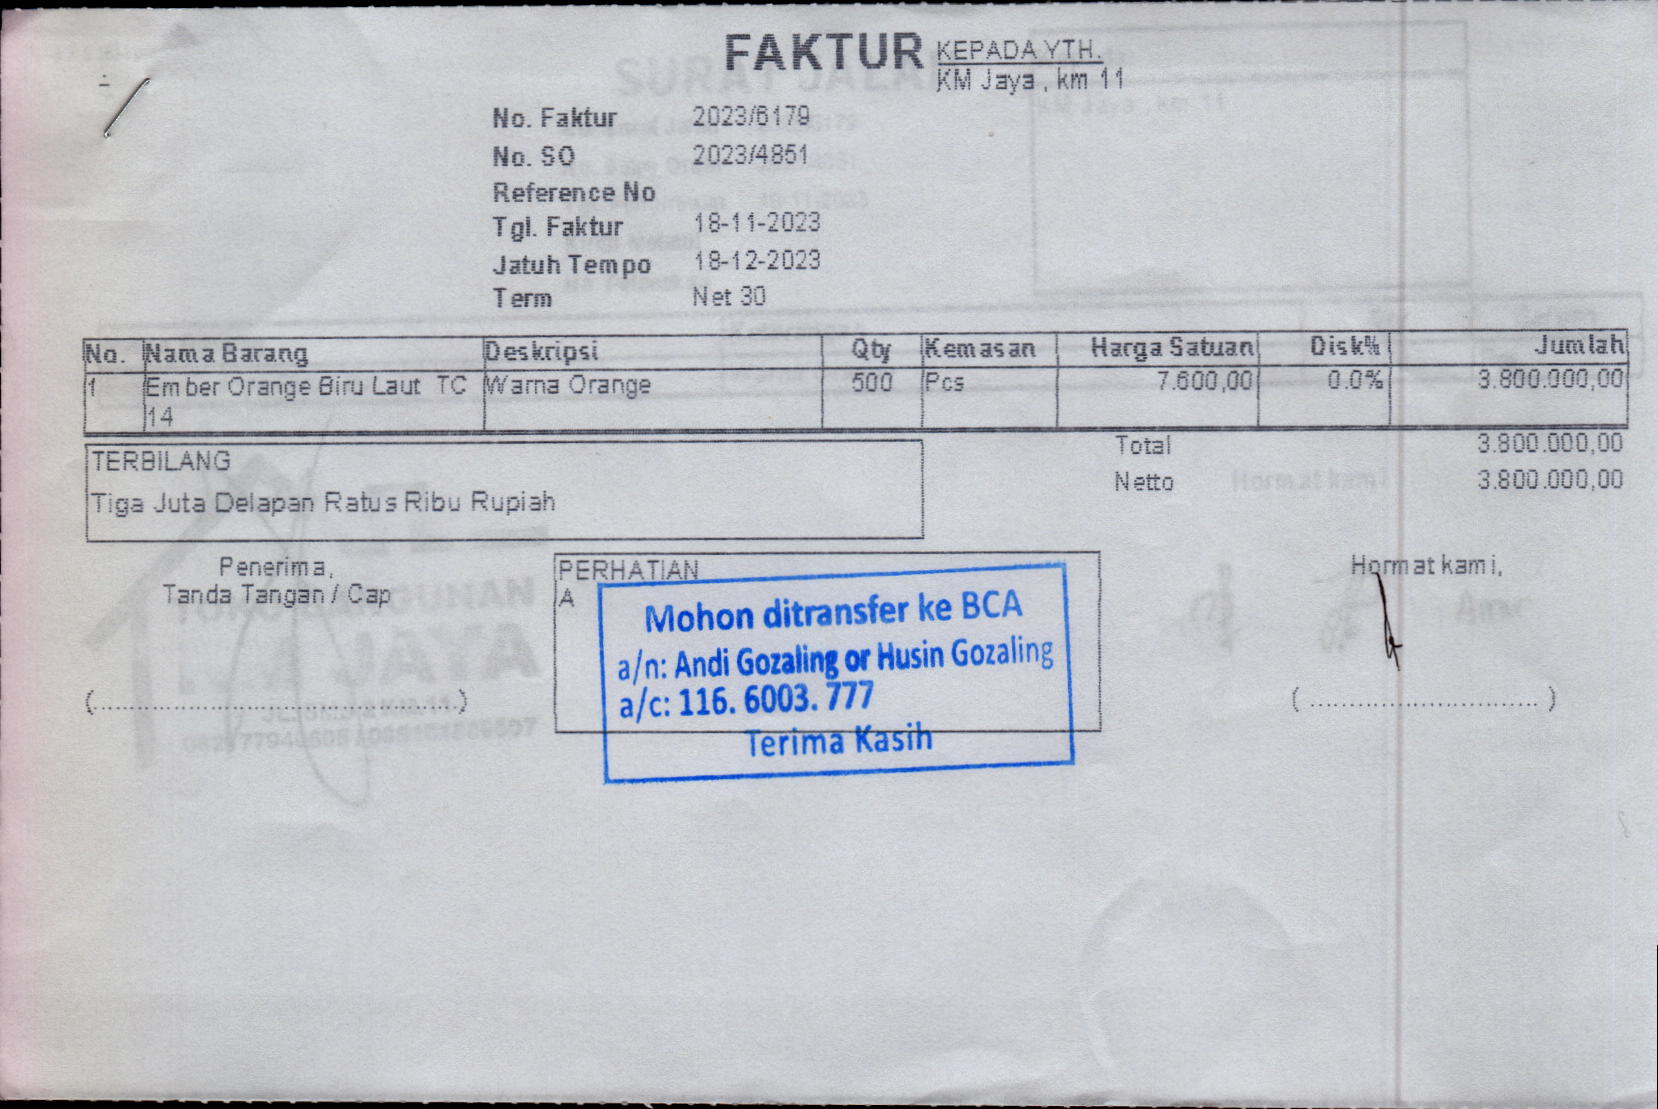 FAKTUR
KEPADA YTH.
KM Jaya , km 11
No. Faktur 2023/6179
No. SO 2023/4851
Reference No
Tgl. Faktur 18-11-2023
Jatuh Tempo 18-12-2023
Term Net 30
No. Nama Barang Deskripsi Qty Kemasan Harga Satuan Disk% Jumlah
1 Ember Orange Biru Laut TC Warna Orange 500 Pcs 7.600,00 0.0% 3.800.000,00
14
Total 3.800.000,00
Netto 3.800.000,00
TERBILANG
Tiga Juta Delapan Ratus Ribu Rupiah
Penerima,
Tanda Tangan / Cap
(..............................................)
PERHATIAN
A
Mohon ditransfer ke BCA
a/n: Andi Gozaling or Husin Gozaling
a/c: 116. 6003. 777
Terima Kasih
Hormat kami,
(..............................)